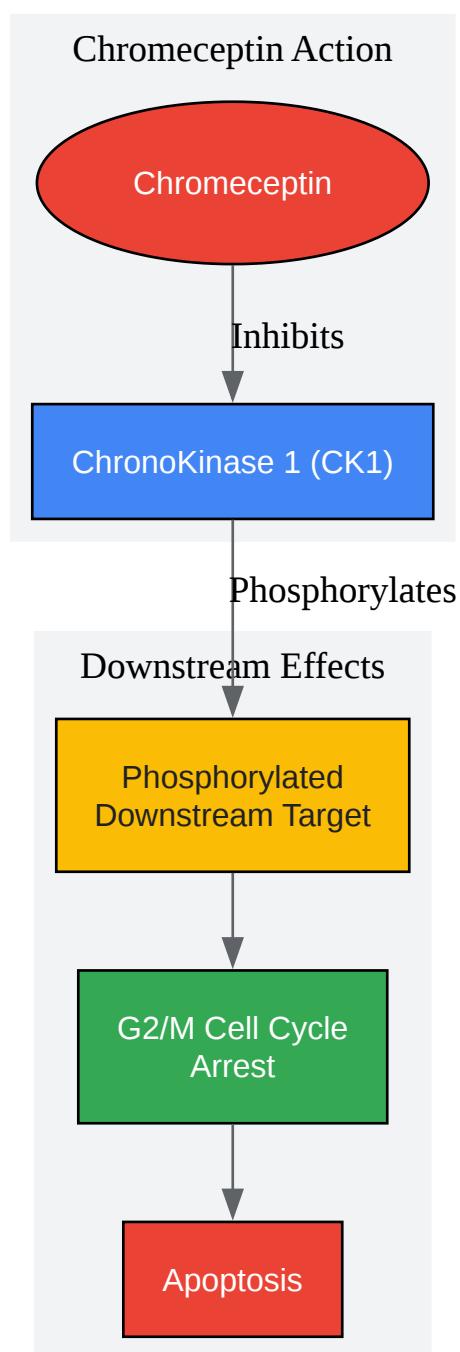 Chromeceptin Action
Chromeceptin
Inhibits
ChronoKinase 1 (CK1)
Phosphorylates
Downstream Effects
Phosphorylated
Downstream Target
G2/M Cell Cycle
Arrest
Apoptosis